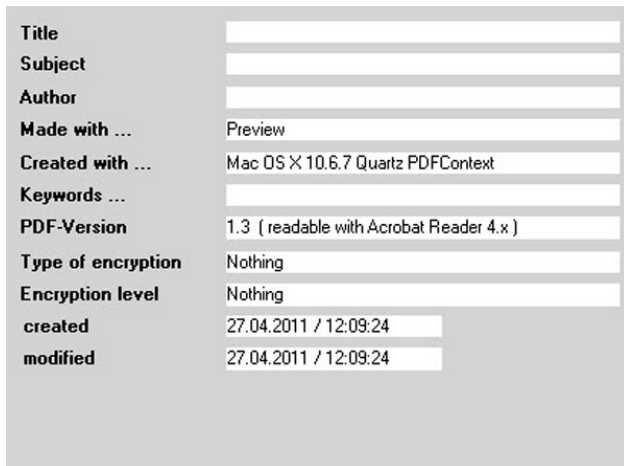 Title
Subject
Author
Made with ... Preview
Created with ... Mac OS X 10.6.7 Quartz PDFContext
Keywords ...
PDF-Version 1.3 ( readable with Acrobat Reader 4.x )
Type of encryption Nothing
Encryption level Nothing
created 27.04.2011 / 12:09:24
modified 27.04.2011 / 12:09:24